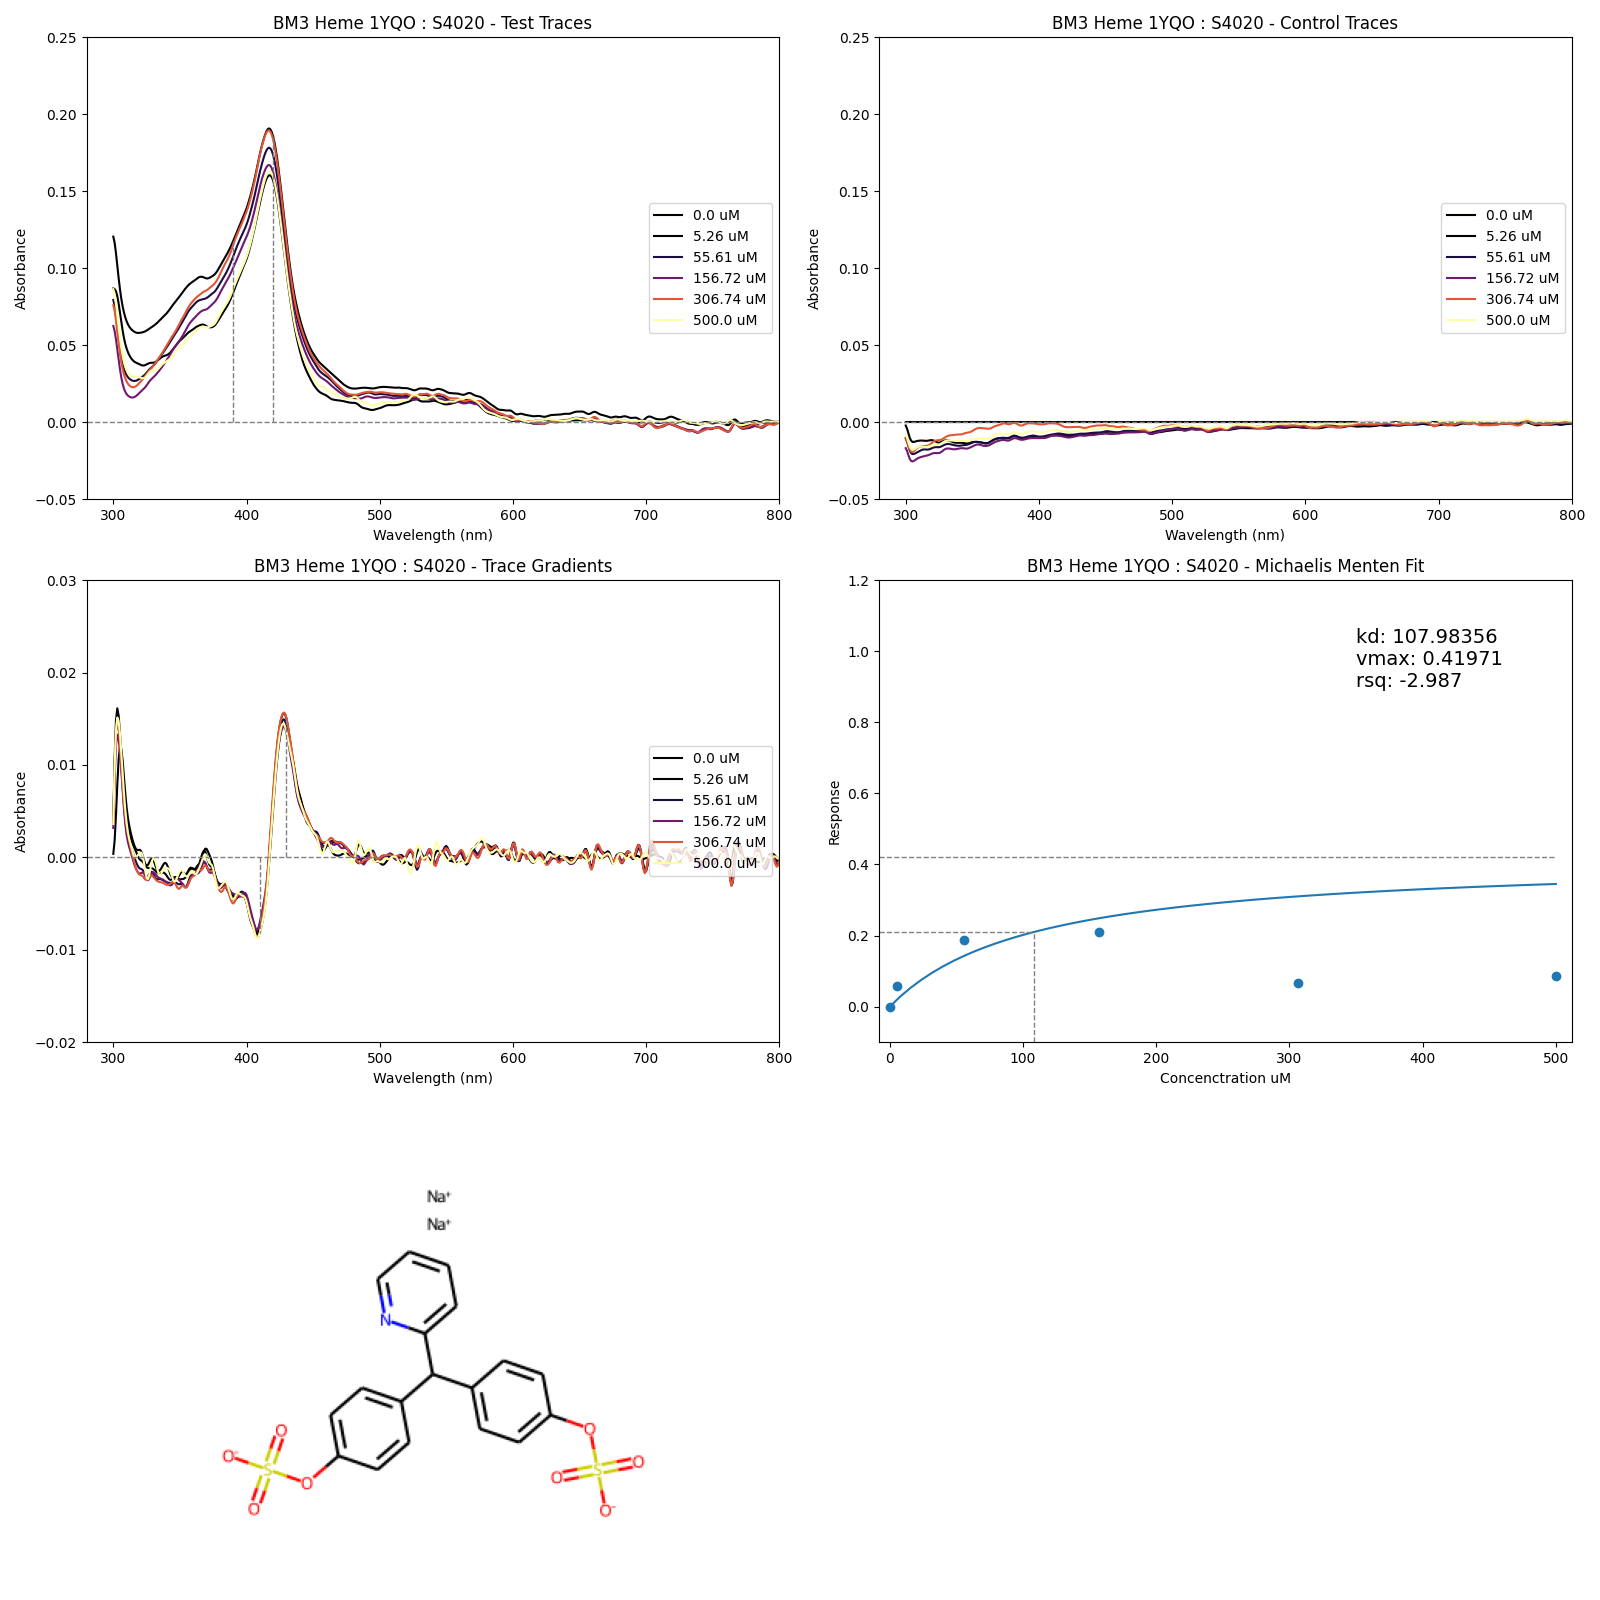 BM3 Heme 1YQO : S4020 - Test Traces
0.25
0.20
0.15
0.10
0.05
0.00
−0.05
Absorbance
300 400 500 600 700 800
Wavelength (nm)
0.0 uM
5.26 uM
55.61 uM
156.72 uM
306.74 uM
500.0 uM
BM3 Heme 1YQO : S4020 - Control Traces
0.25
0.20
0.15
0.10
0.05
0.00
−0.05
Absorbance
300 400 500 600 700 800
Wavelength (nm)
0.0 uM
5.26 uM
55.61 uM
156.72 uM
306.74 uM
500.0 uM
BM3 Heme 1YQO : S4020 - Trace Gradients
0.03
0.02
0.01
0.00
−0.01
−0.02
Absorbance
300 400 500 600 700 800
Wavelength (nm)
0.0 uM
5.26 uM
55.61 uM
156.72 uM
306.74 uM
500.0 uM
BM3 Heme 1YQO : S4020 - Michaelis Menten Fit
1.2
1.0
0.8
0.6
0.4
0.2
0.0
Response
kd: 107.98356
vmax: 0.41971
rsq: -2.987
0 100 200 300 400 500
Concenctration uM
Na⁺
Na⁺
N
O
O⁻
S
O
O
O
O
S
O
O⁻